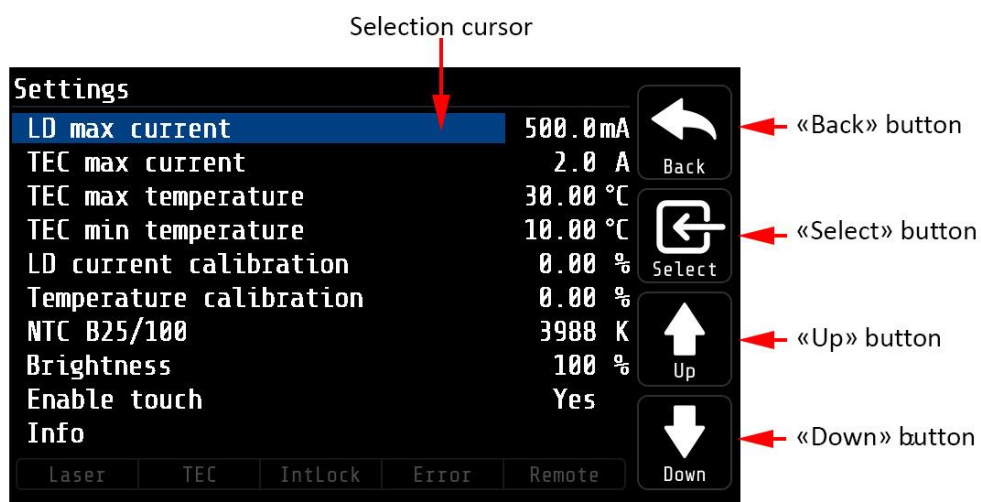 Selection cursor
Settings
LD max current 500.0mA
TEC max current 2.0 A
TEC max temperature 30.00 °C
TEC min temperature 10.00 °C
LD current calibration 0.00 %
Temperature calibration 0.00 %
NTC B25/100 3988 K
Brightness 100 %
Enable touch Yes
Info
Laser TEC IntLock Error Remote
Back
Select
Up
Down
«Back» button
«Select» button
«Up» button
«Down» button